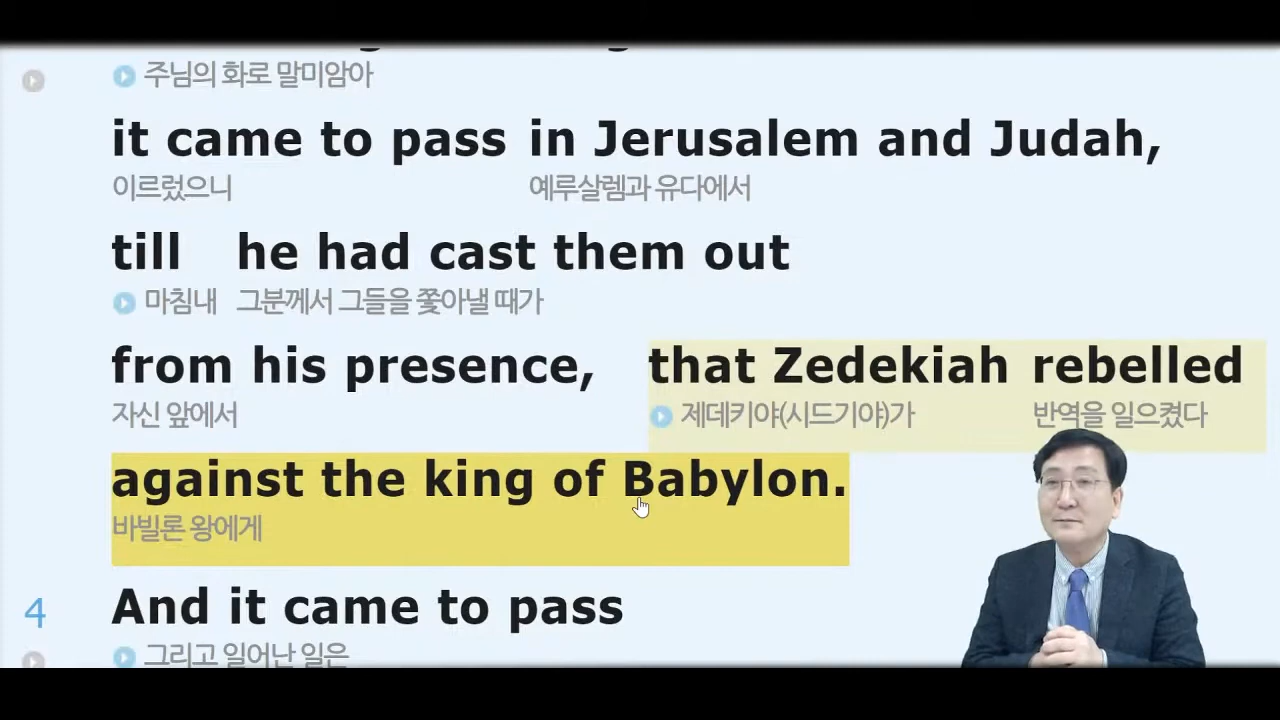 주님의 화로 말미암아
it came to pass in Jerusalem and Judah,
이르렀으니 예루살렘과 유다에서
till he had cast them out
마침내 그분께서 그들을 쫓아낼 때가
from his presence, that Zedekiah rebelled
자신 앞에서 제데키야(시드기야)가 반역을 일으켰다
against the king of Babylon.
바빌론 왕에게
4 And it came to pass
그리고 일어난 일은